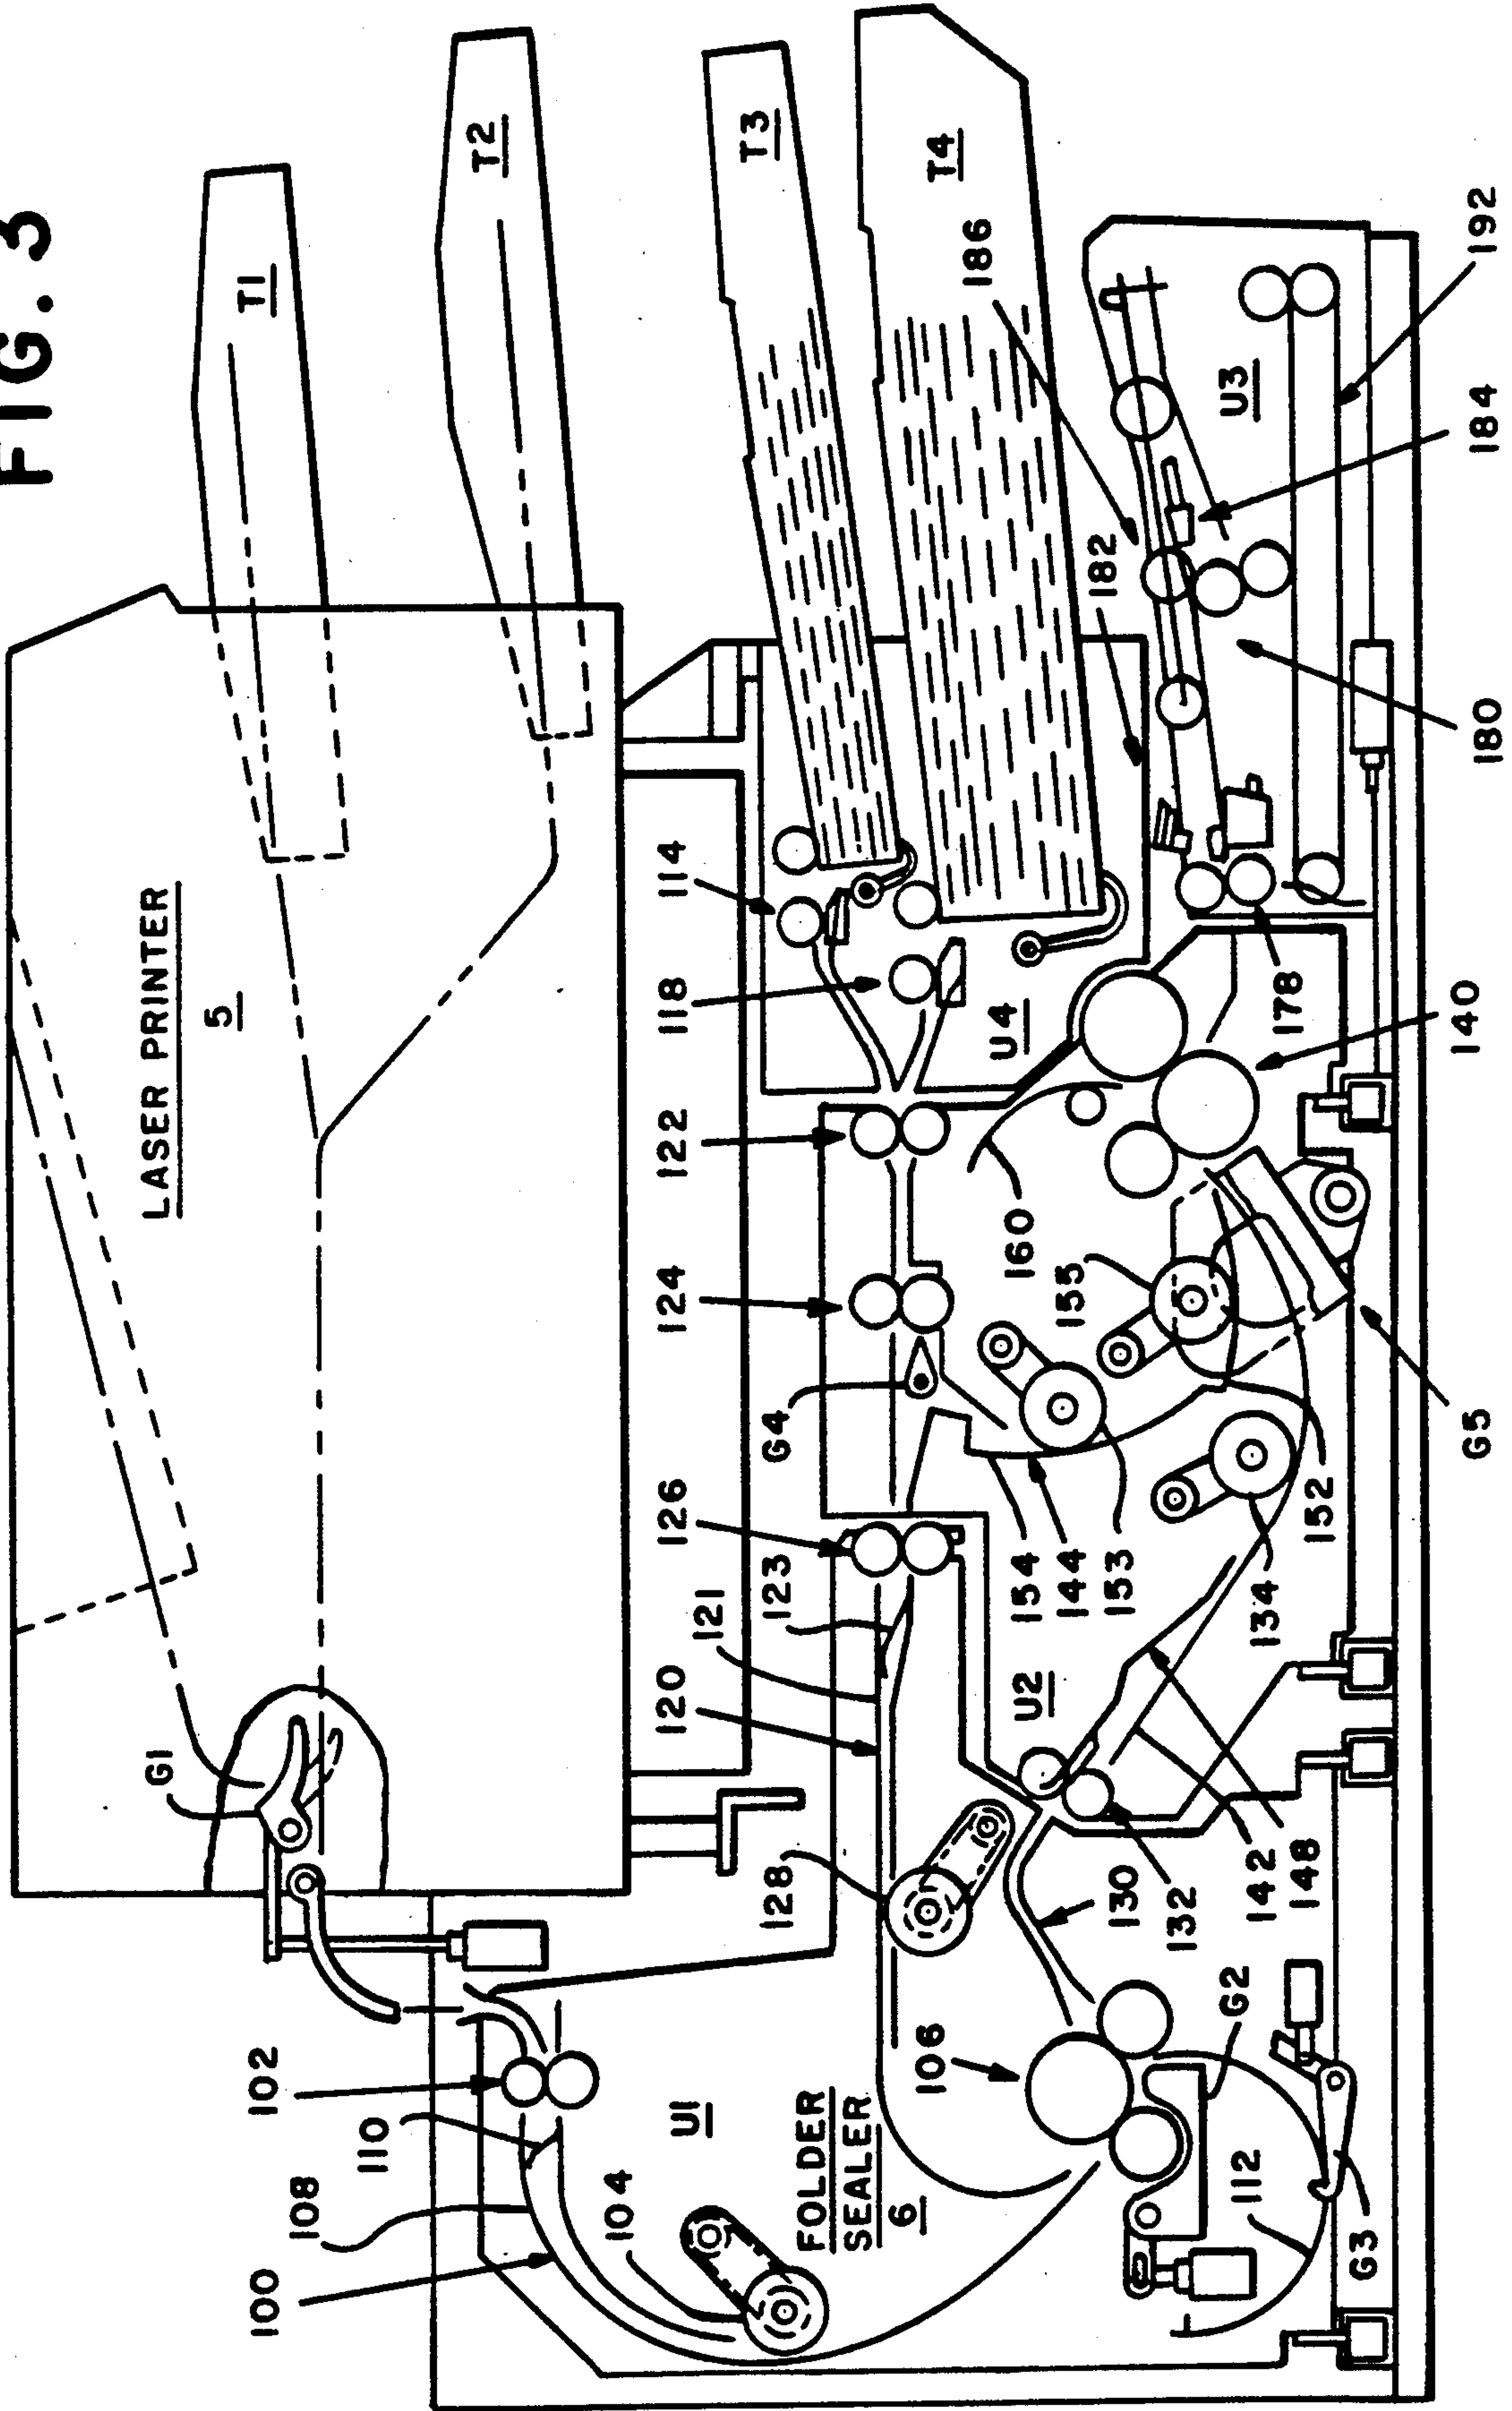 FIG. 3
T1
T2
T3
T4
LASER PRINTER
5
G1
102
110
108
100
104
U1
FOLDER
SEALER
6
106
112
G2
G3
128
120
121
123
126
G4
124
122
118
114
U4
U2
130
132
142
148
134
154
144
153
152
155
160
G5
140
178
182
186
U3
180
184
192